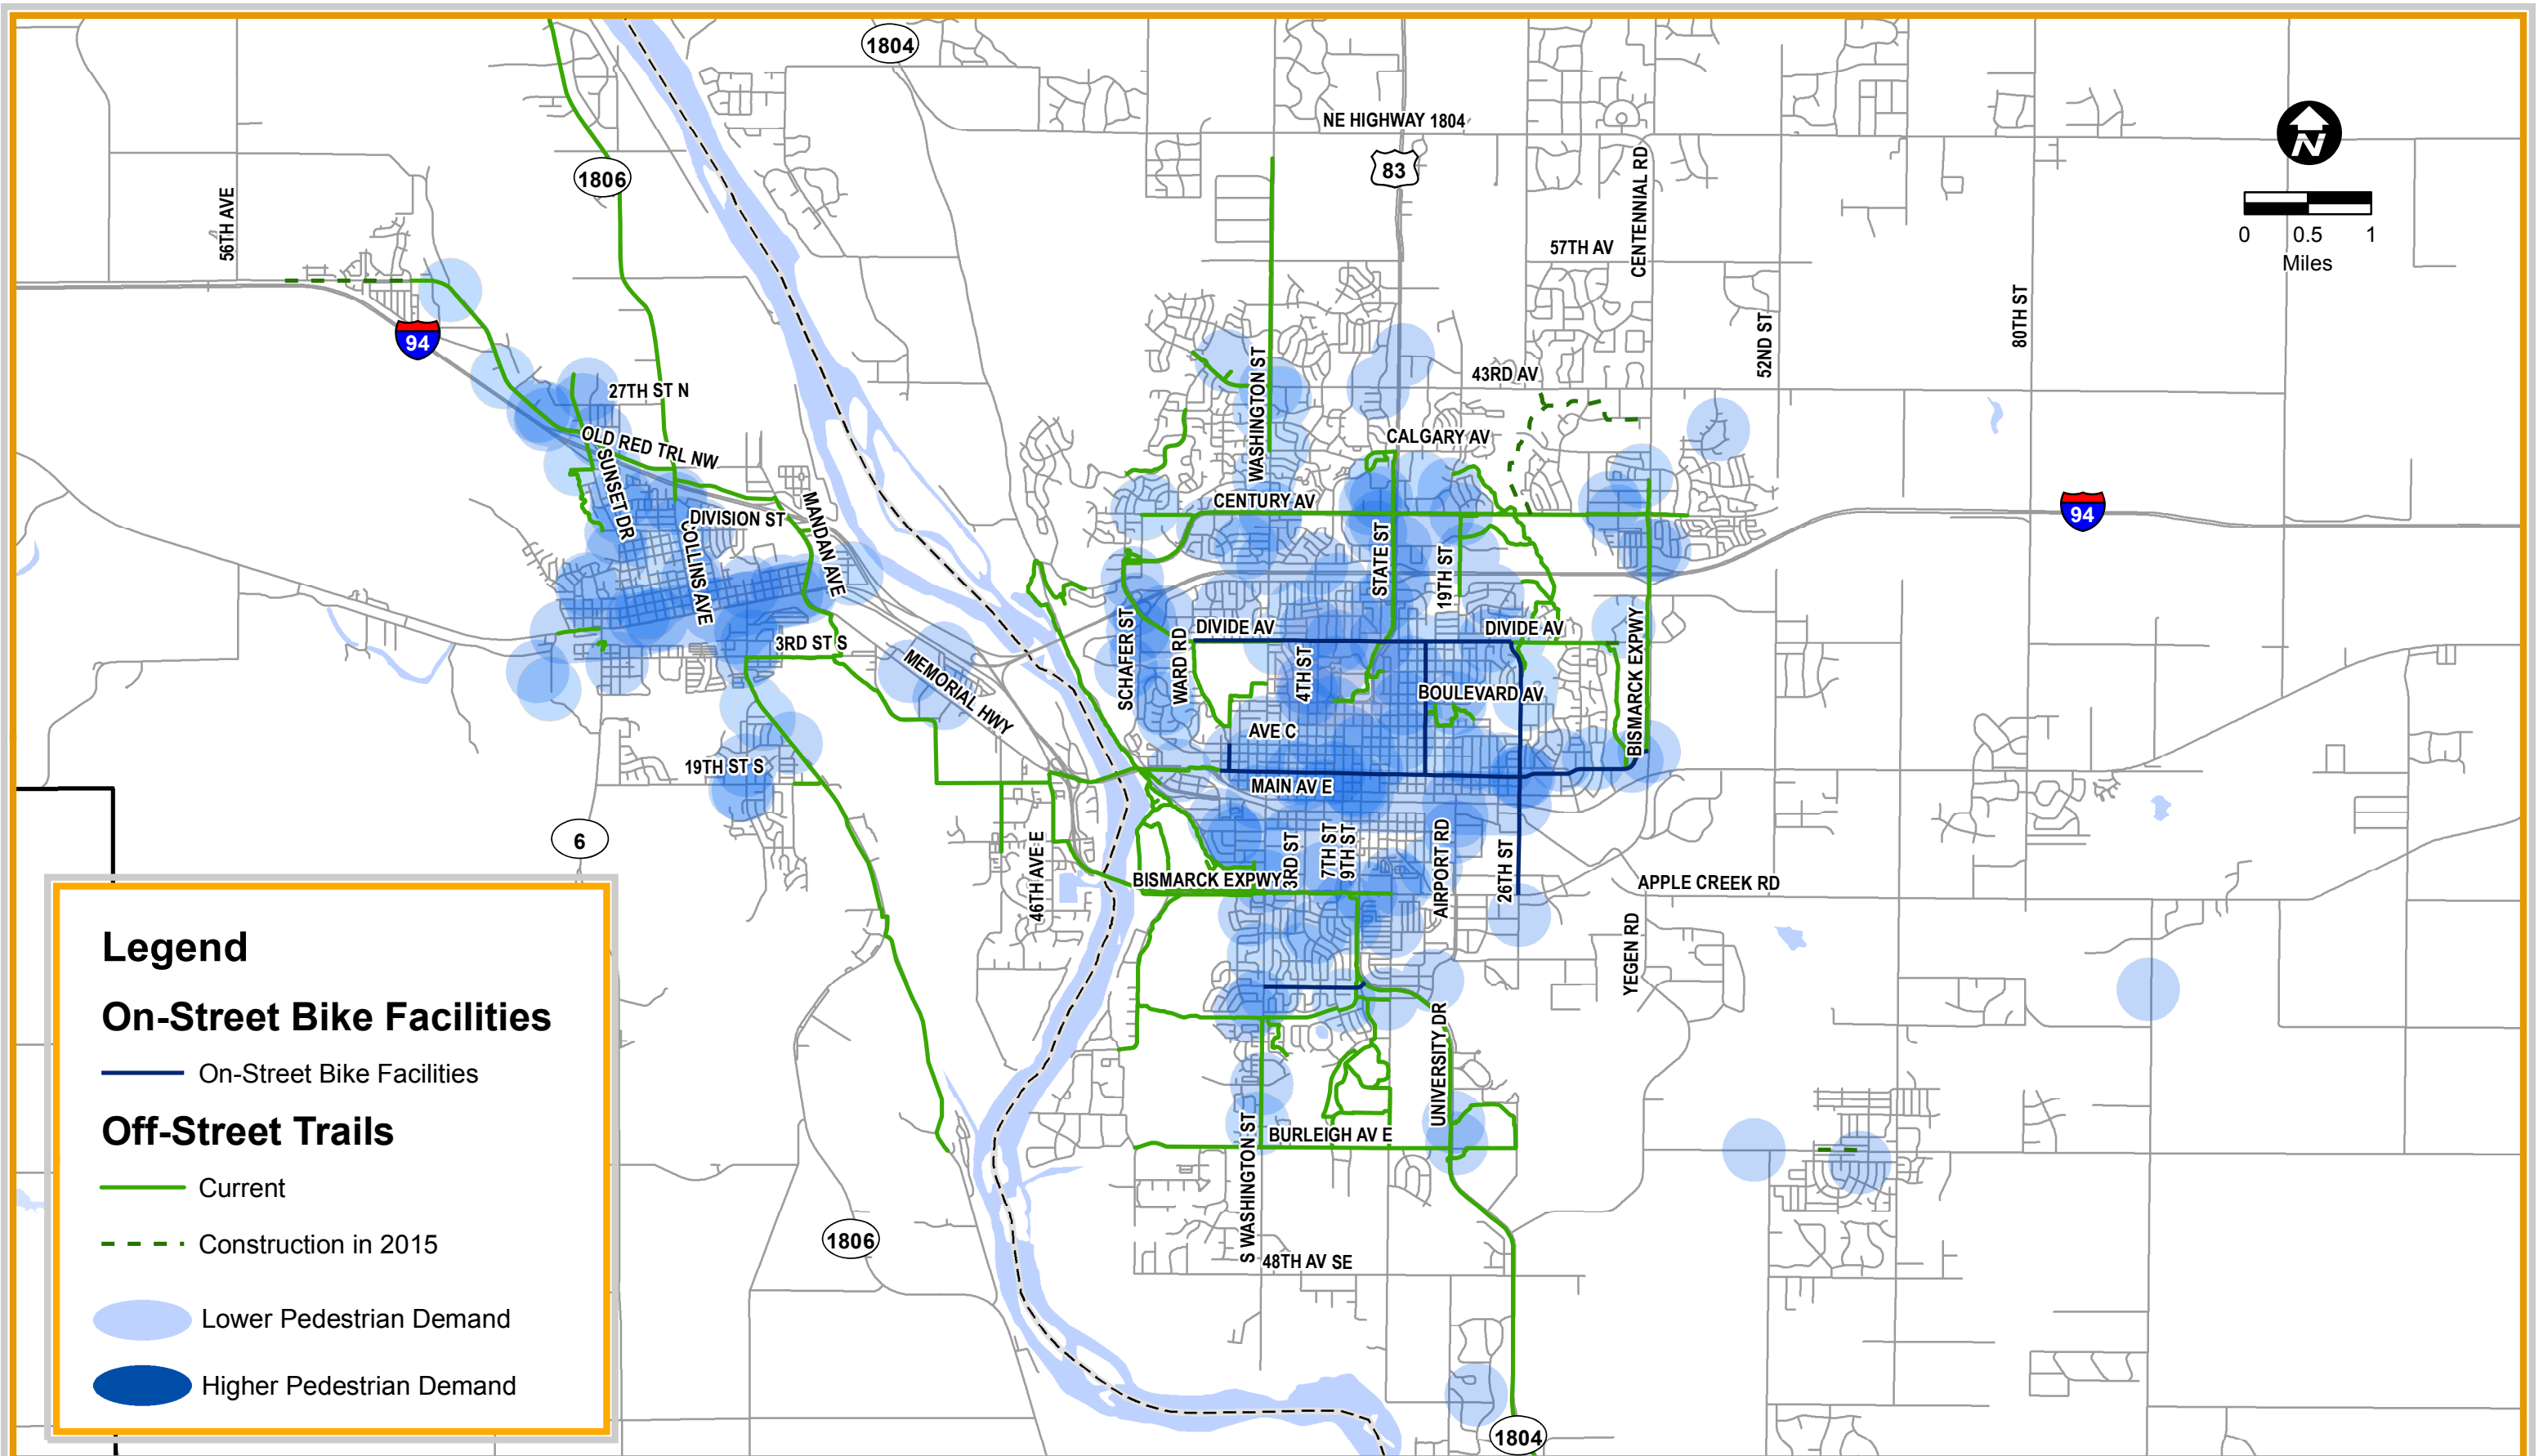 1804
NE HIGHWAY 1804
83
1806
N
0 0.5 1
Miles
56TH AVE
CENTENNIAL RD
57TH AV
94
52ND ST
80TH ST
27TH ST N
WASHINGTON ST
43RD AV
OLD RED TRL NW
CALGARY AV
SUNSET DR
CENTURY AV
94
DIVISION ST
MANDAN AVE
COLLINS AVE
STATE ST
19TH ST
3RD ST S
SCHAFER ST
DIVIDE AV
DIVIDE AV
BISMARCK EXPWY
WARD RD
4TH ST
MEMORIAL HWY
BOULEVARD AV
AVE C
19TH ST S
MAIN AV E
6
46TH AVE E
BISMARCK EXPWY
3RD ST
7TH ST
9TH ST
AIRPORT RD
26TH ST
APPLE CREEK RD
YEGEN RD
UNIVERSITY DR
BURLEIGH AV E
S WASHINGTON ST
48TH AV SE
1806
1804
Legend
On-Street Bike Facilities
On-Street Bike Facilities
Off-Street Trails
Current
Construction in 2015
Lower Pedestrian Demand
Higher Pedestrian Demand